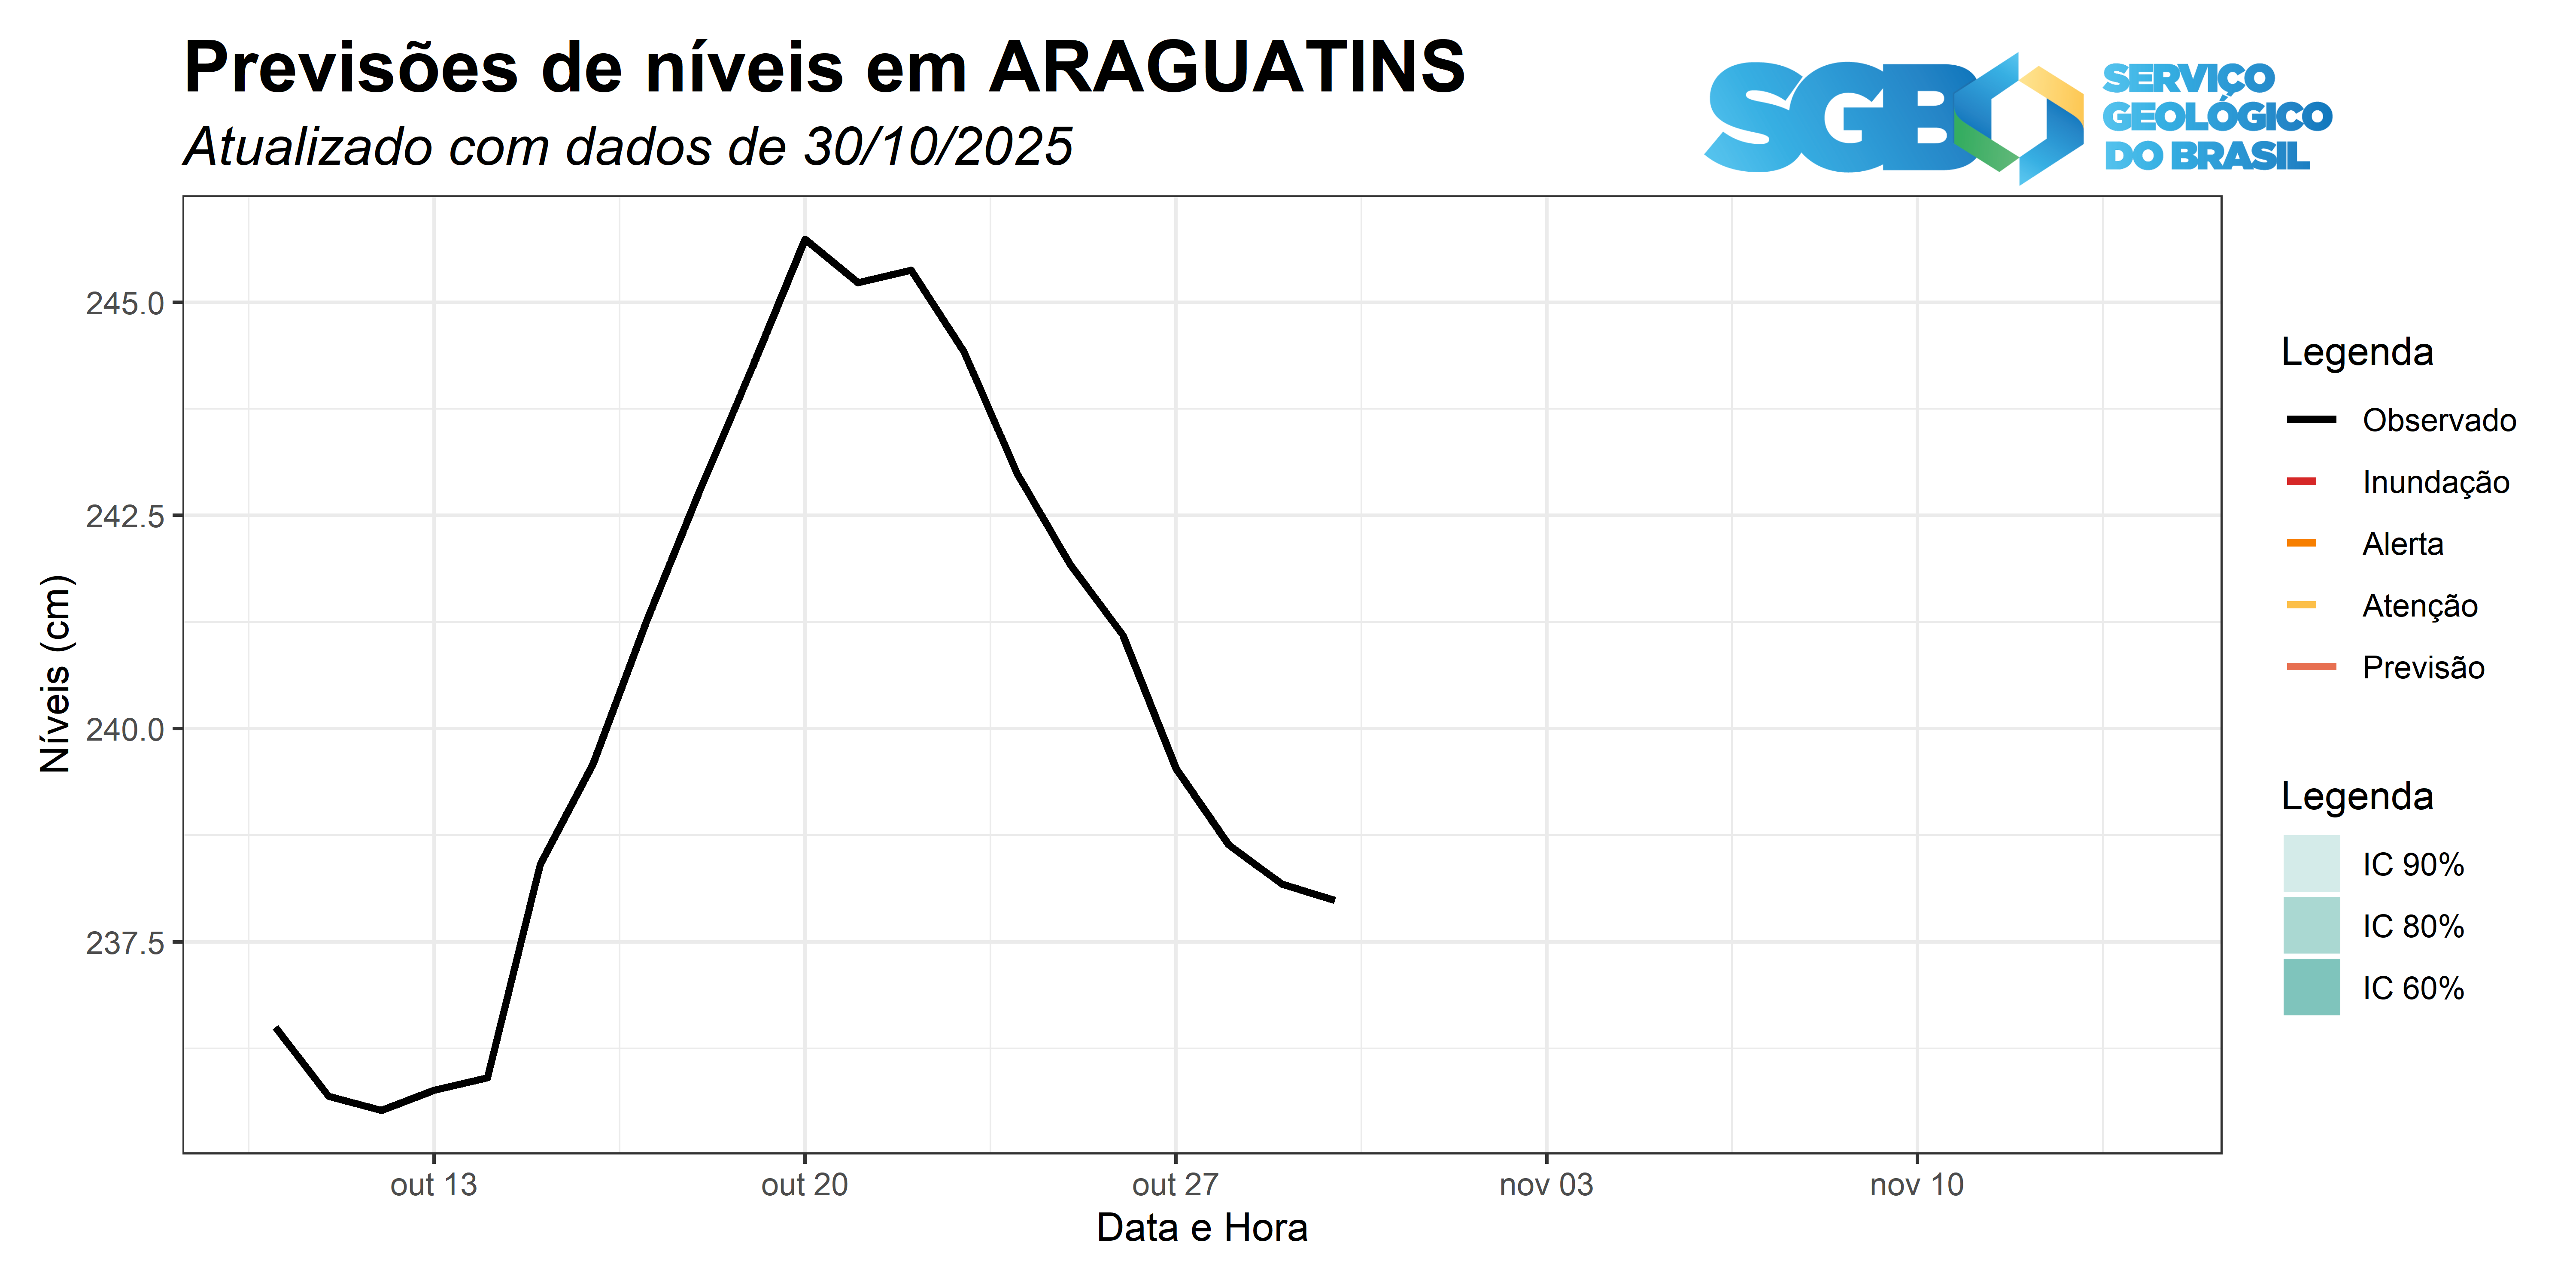 Previsões de níveis em ARAGUATINS
Atualizado com dados de 30/10/2025
SGB
SERVIÇO
GEOLÓGICO
DO BRASIL
Níveis (cm)
245.0
242.5
240.0
237.5
out 13
out 20
out 27
nov 03
nov 10
Data e Hora
Legenda
Observado
Inundação
Alerta
Atenção
Previsão
Legenda
IC 90%
IC 80%
IC 60%